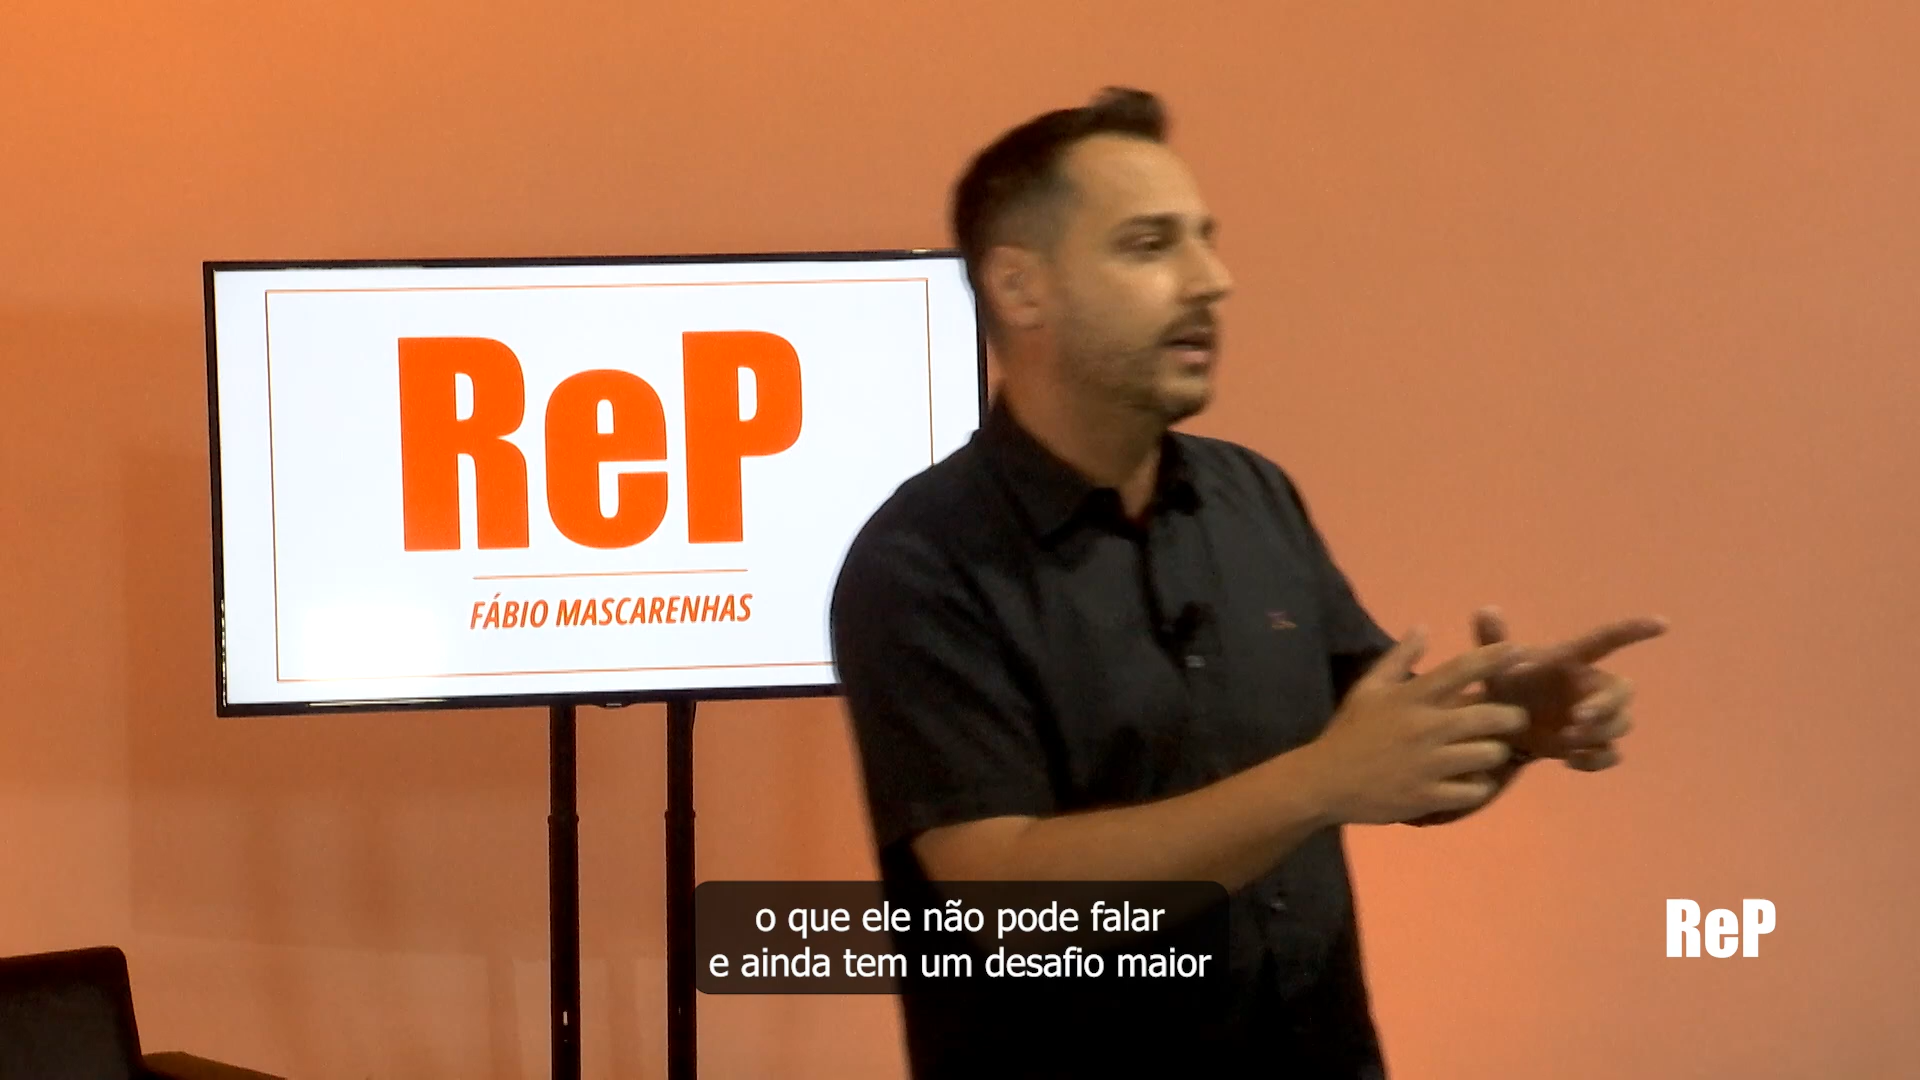 ReP
FÁBIO MASCARENHAS
o que ele não pode falar
e ainda tem um desafio maior
ReP